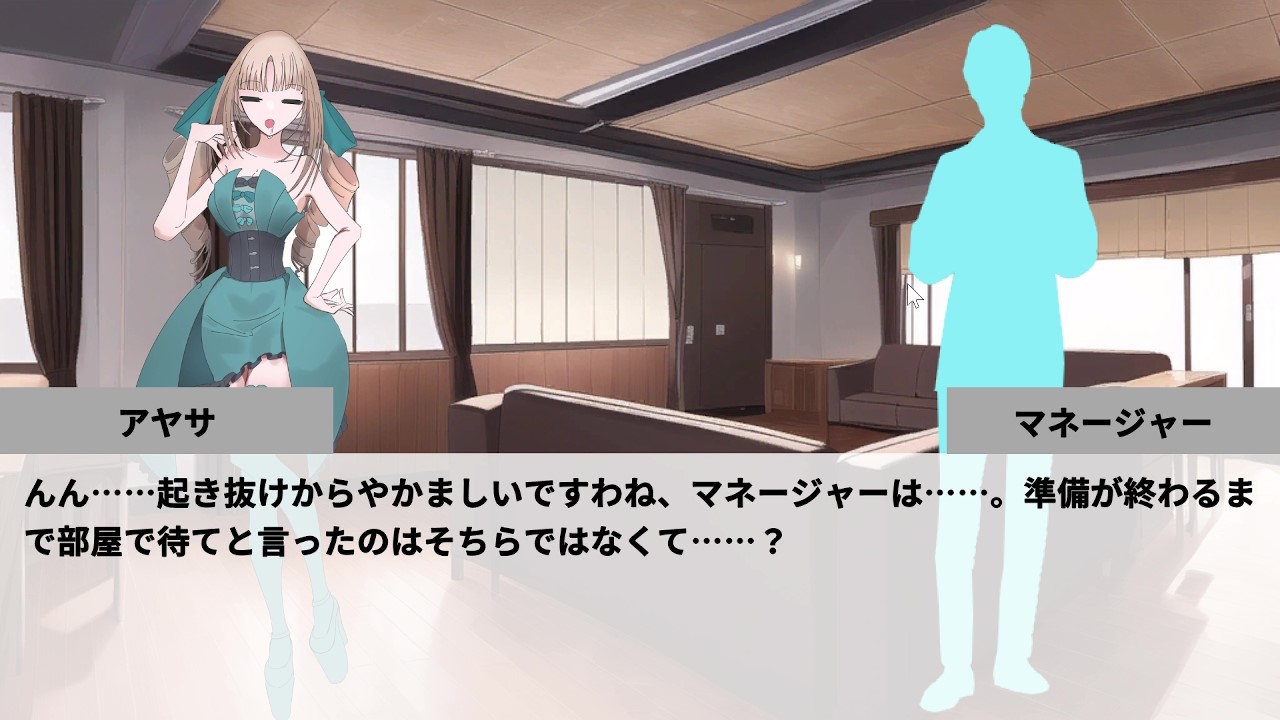 アヤサ
マネージャー
んん……起き抜けからやかましいですわね、マネージャーは……。準備が終わるま
で部屋で待てと言ったのはそちらではなくて……？